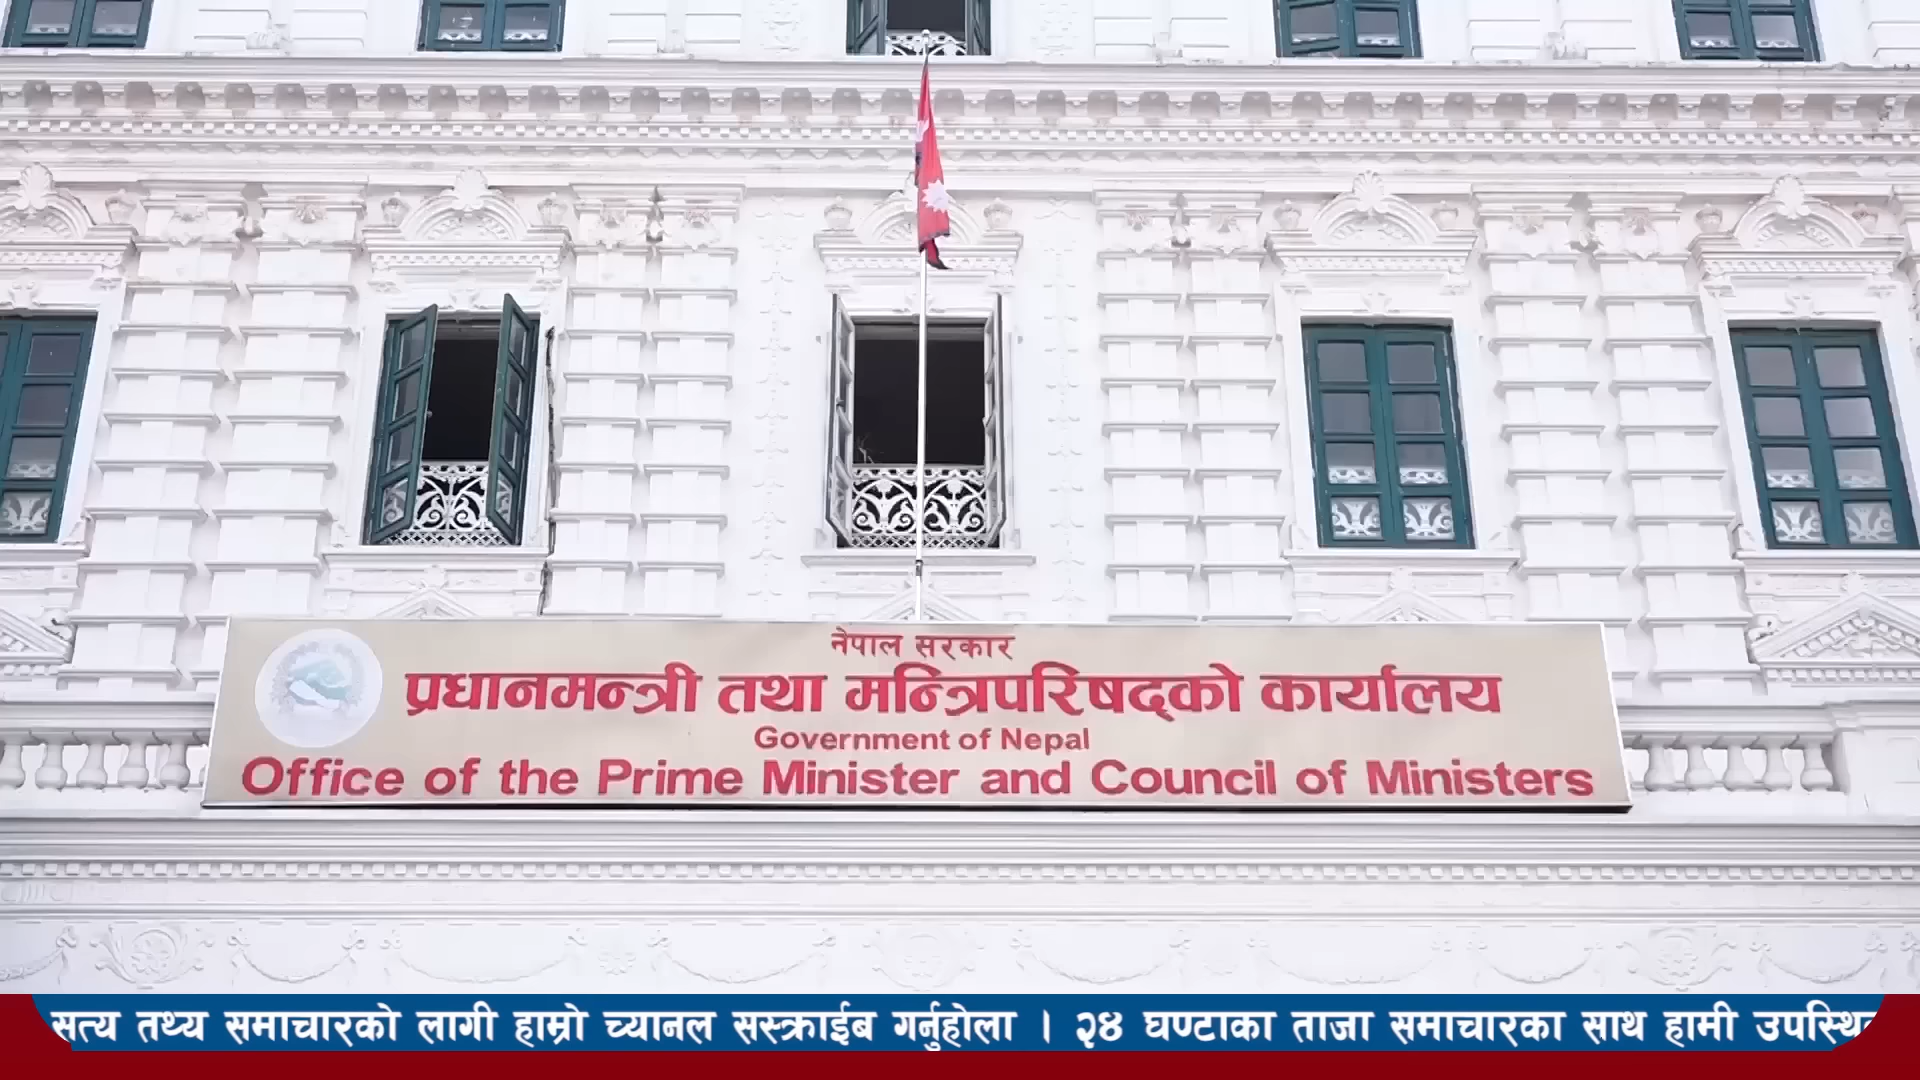 नेपाल सरकार
प्रधानमन्त्री तथा मन्त्रिपरिषद्को कार्यालय
Government of Nepal
Office of the Prime Minister and Council of Ministers
सत्य तथ्य समाचारको लागी हाम्रो च्यानल सस्क्राईब गर्नुहोला । २४ घण्टाका ताजा समाचारका साथ हामी